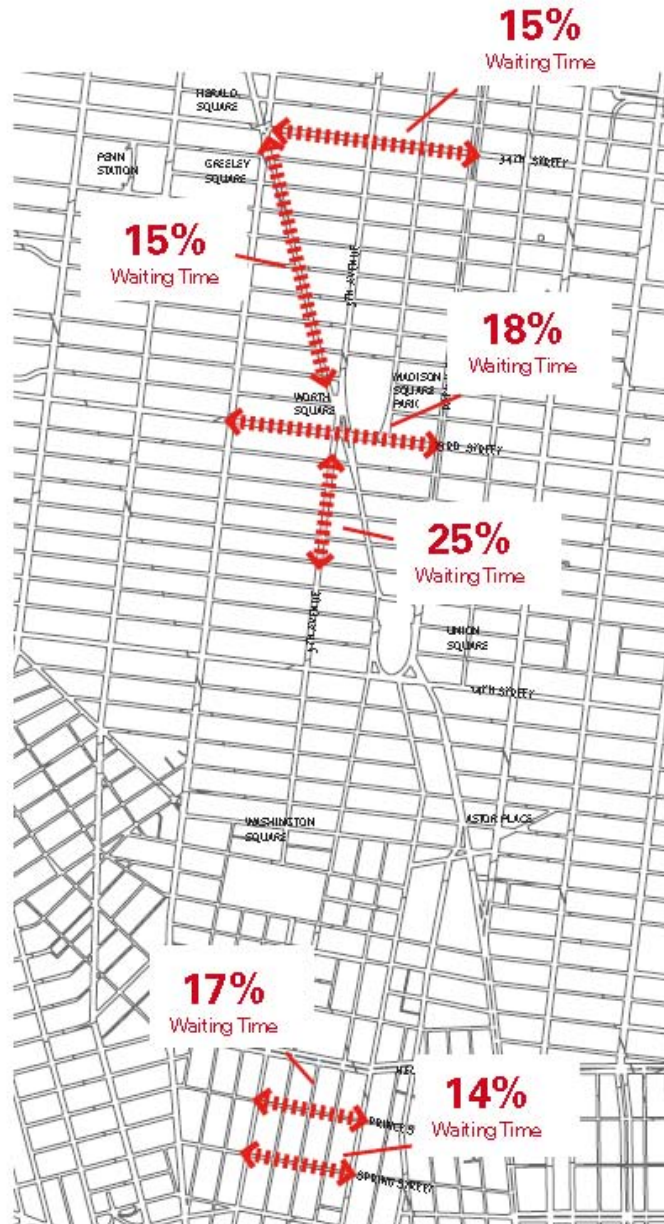 15%
Waiting Time
HERALD
SQUARE
PENN
STATION
GREELEY
SQUARE
34TH STREET
15%
Waiting Time
5TH AVENUE
18%
Waiting Time
MADISON
SQUARE
PARK
WORTH
SQUARE
STREET
25%
Waiting Time
5TH AVENUE
UNION
SQUARE
14TH STREET
WASHINGTON
SQUARE
ASTOR PLACE
17%
Waiting Time
14%
Waiting Time
PRINCE S
SPRING STREET